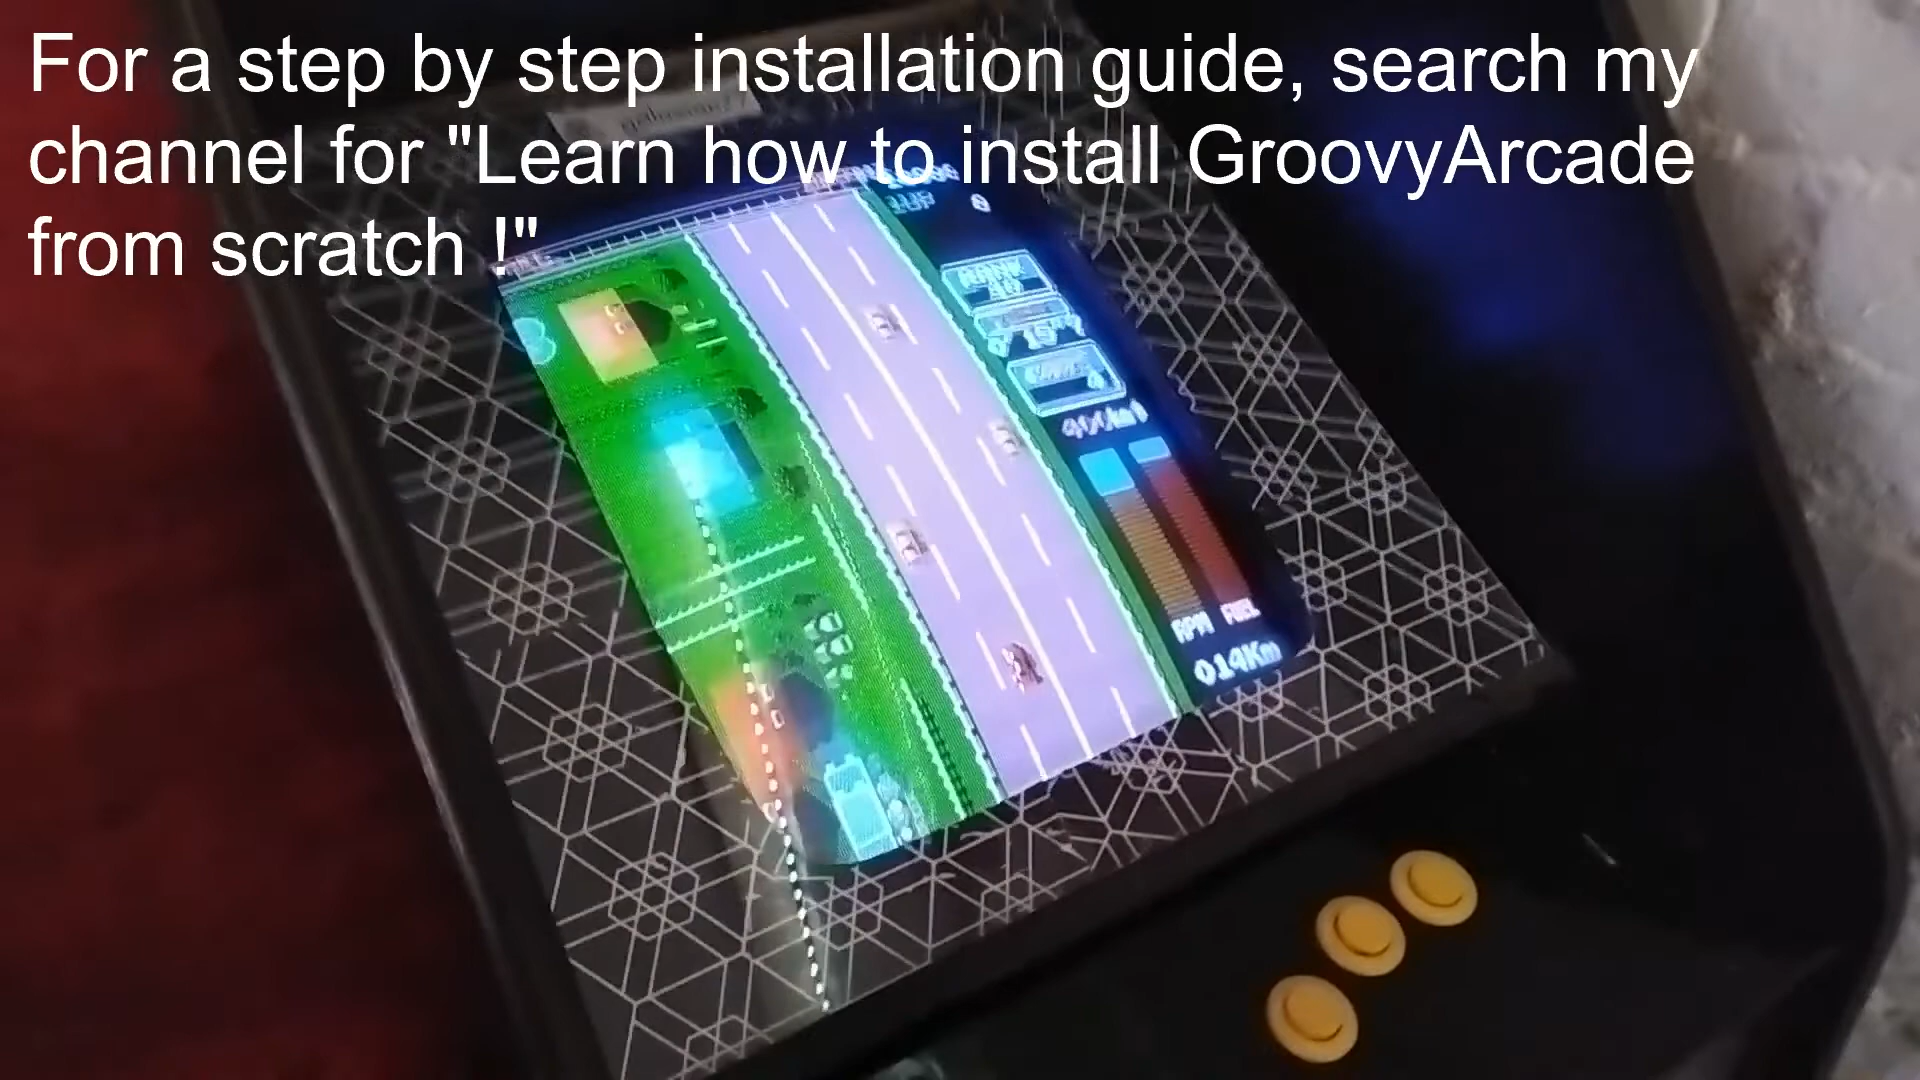 For a step by step installation guide, search my
channel for "Learn how to install GroovyArcade
from scratch !"
RANK
RPM FUEL
014Km